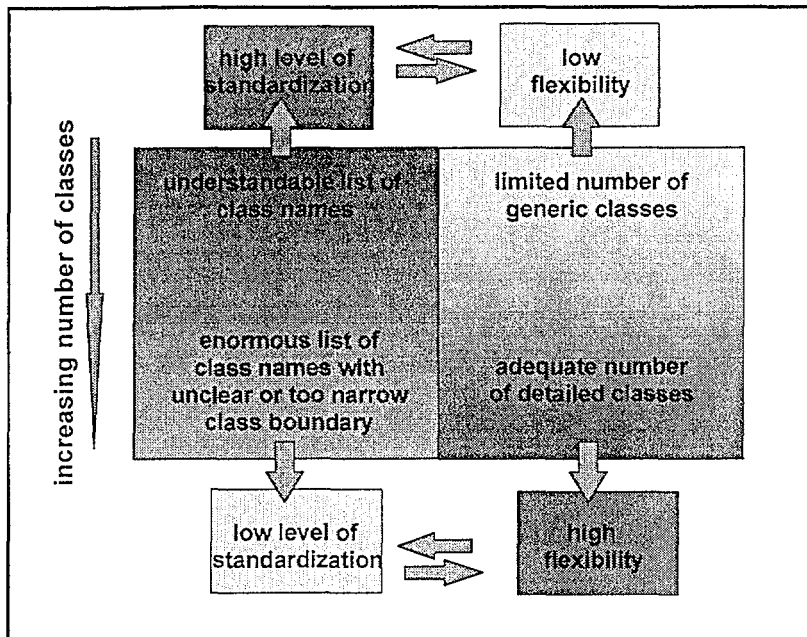 high level of
standardization
low
flexibility
increasing number of classes
understandable list of
class names
limited number of
generic classes
enormous list of
class names with
unclear or too narrow
class boundary
adequate number
of detailed classes
low level of
standardization
high
flexibility